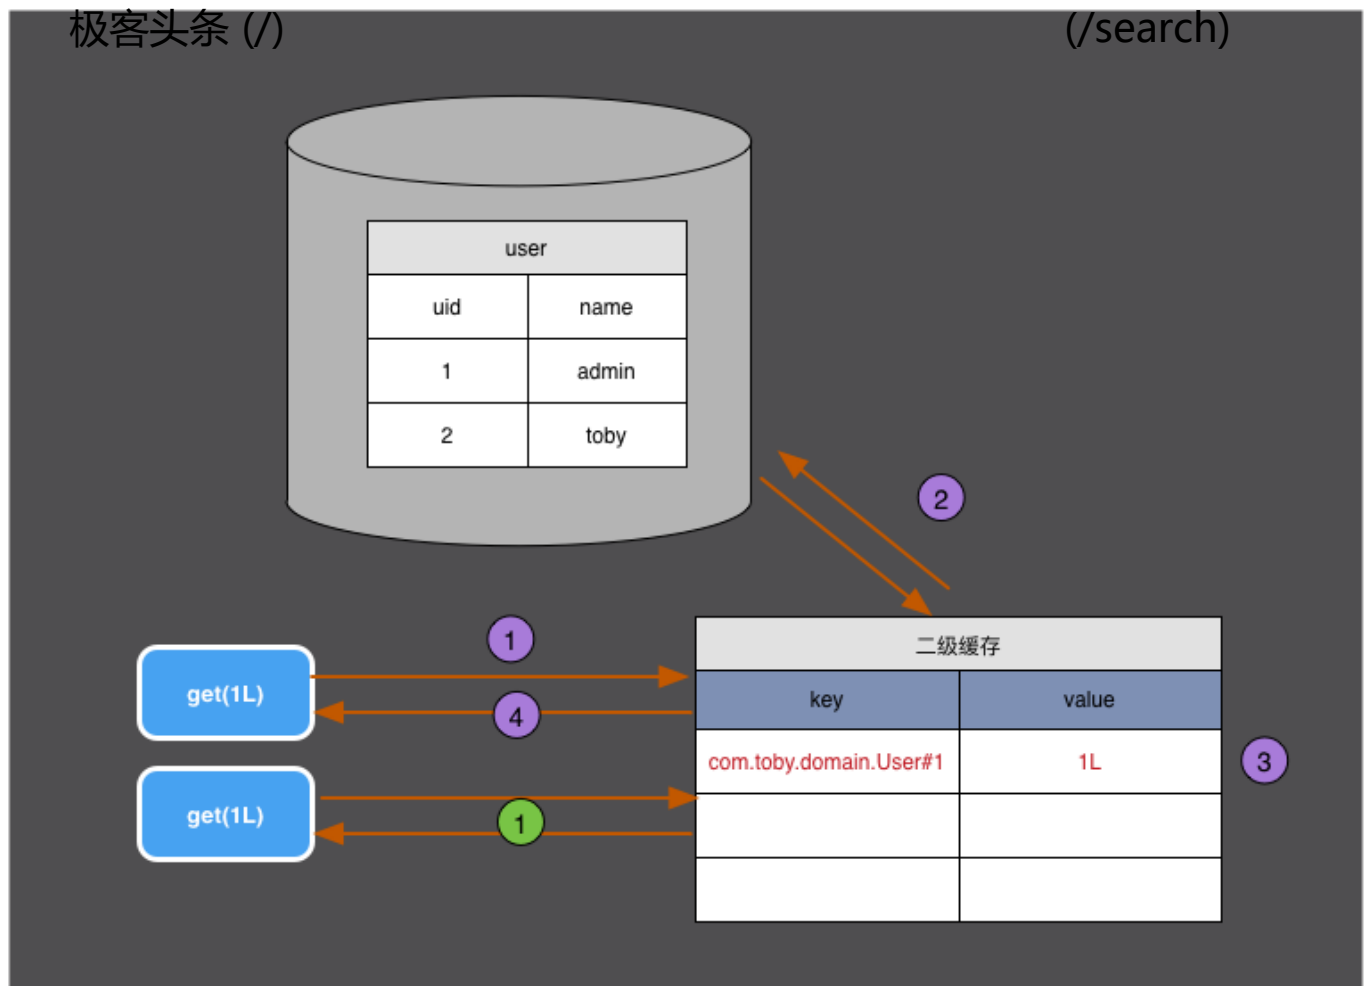 极客头条 (/) (/search)
user
uid name
1 admin
2 toby
2
1
二级缓存
get(1L)
key value
4
com.toby.domain.User#1 1L
3
get(1L)
1